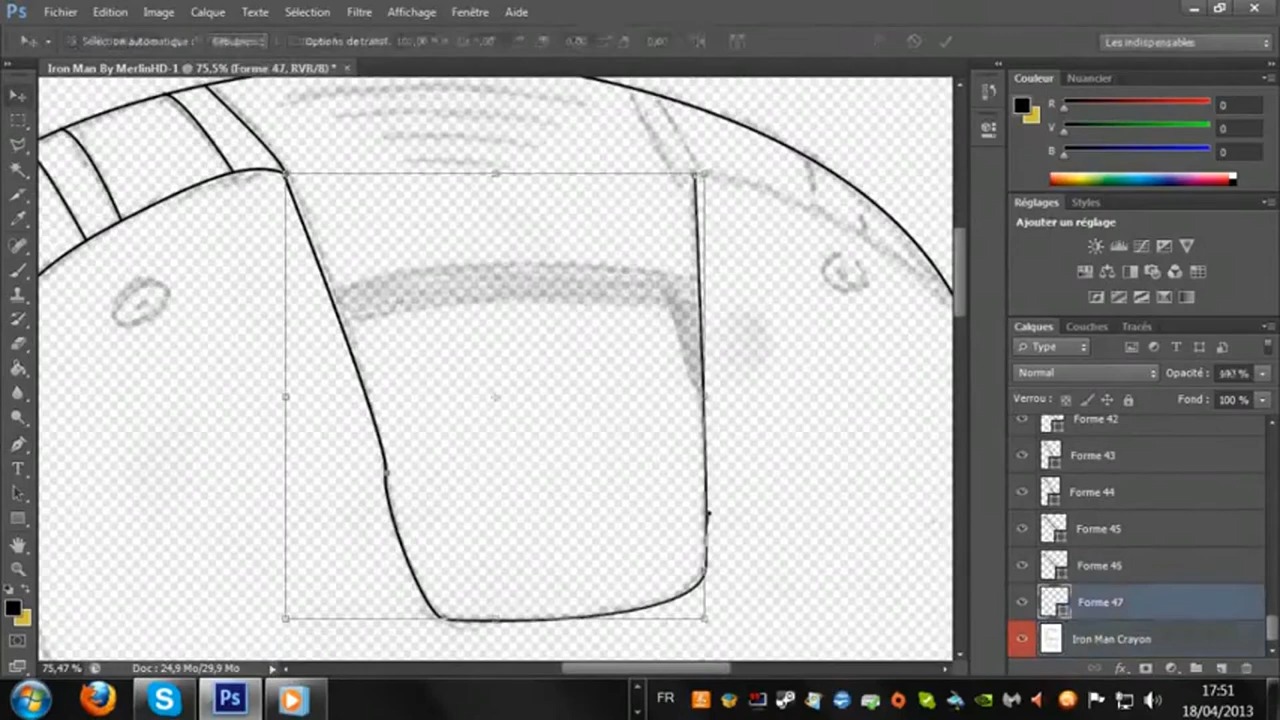 Ps Fichier Edition Image Calque Texte Sélection Filtre Affichage Fenêtre Aide
Sélection automatique : Options de transf. Les indispensables
Iron Man By MerlinHD-1 @ 75,5% (Forme 47, RVB/8) * ×
Couleur Nuancier
R 0
V 0
B 0
Réglages Styles
Ajouter un réglage
Calques Couches Tracés
Type
Normal Opacité :
Verrou : Fond : 100 %
Forme 42
Forme 43
Forme 44
Forme 45
Forme 46
Forme 47
Iron Man Crayon
75,47 % Doc : 24,9 Mo/29,9 Mo
Ps FR 17:51
18/04/2013